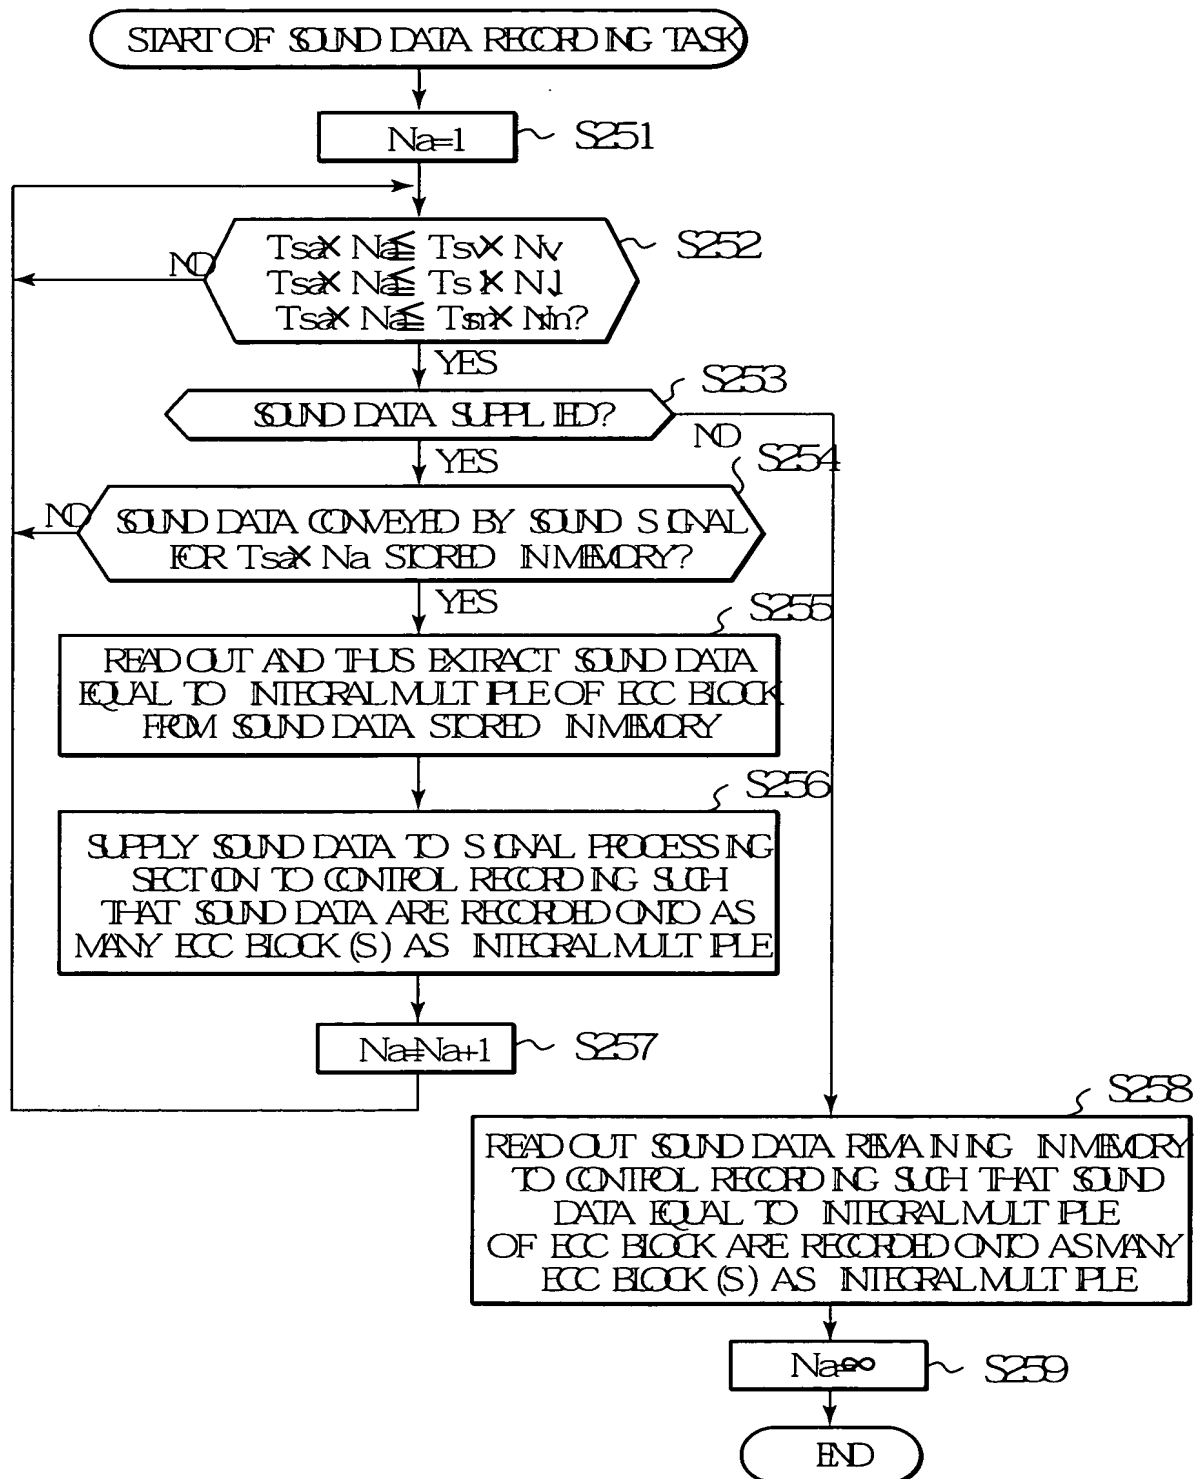 START OF SOUND DATA RECORDING TASK
Na=1
S251
Tsa× Na≦ Tsv× Nv,
Tsa× Na≦ Tsl× Nl,
Tsa× Na≦ Tsm× Nm?
S252
NO
YES
SOUND DATA SUPPLIED?
S253
NO
YES
SOUND DATA CONVEYED BY SOUND SIGNAL
FOR Tsa× Na STORED IN MEMORY?
S254
NO
YES
S255
READ OUT AND THUS EXTRACT SOUND DATA
EQUAL TO INTEGRAL MULTIPLE OF ECC BLOCK
FROM SOUND DATA STORED IN MEMORY
S256
SUPPLY SOUND DATA TO SIGNAL PROCESSING
SECTION TO CONTROL RECORDING SUCH
THAT SOUND DATA ARE RECORDED ONTO AS
MANY ECC BLOCK(S) AS INTEGRAL MULTIPLE
Na=Na+1
S257
S258
READ OUT SOUND DATA REMAINING IN MEMORY
TO CONTROL RECORDING SUCH THAT SOUND
DATA EQUAL TO INTEGRAL MULTIPLE
OF ECC BLOCK ARE RECORDED ONTO AS MANY
ECC BLOCK(S) AS INTEGRAL MULTIPLE
Na=∞
S259
END